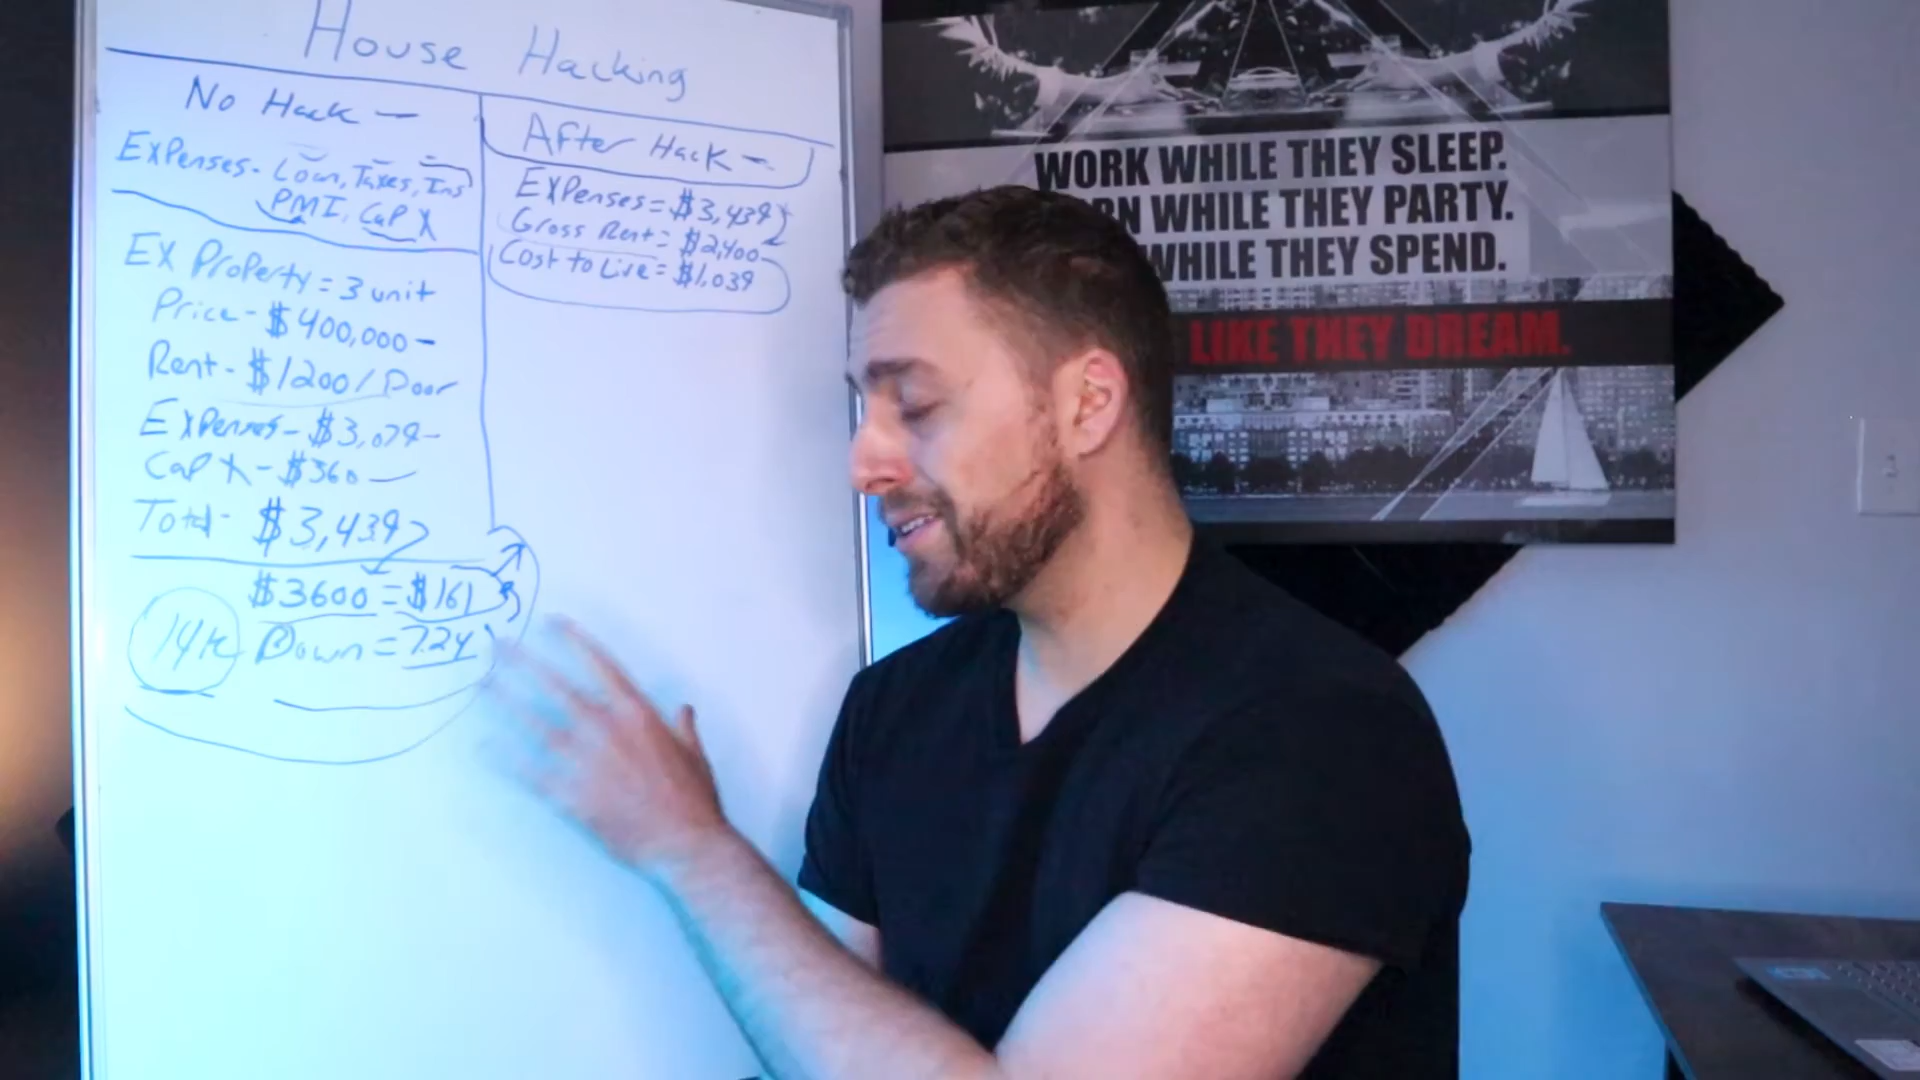 House Hacking
No Hack -
Expenses - Loan, Taxes, Ins
PMI, Cap X
EX Property = 3 unit
Price - $400,000 -
Rent - $1200 / Door
Expenses - $3,079 -
Cap X - $360 -
Total - $3,439
$3600 = $161
14k Down = 7.24
After Hack -
Expenses = $3,439
Gross Rent = $2,400
Cost to Live = $1,039
WORK WHILE THEY SLEEP.
WHILE THEY PARTY.
WHILE THEY SPEND.
LIKE THEY DREAM.